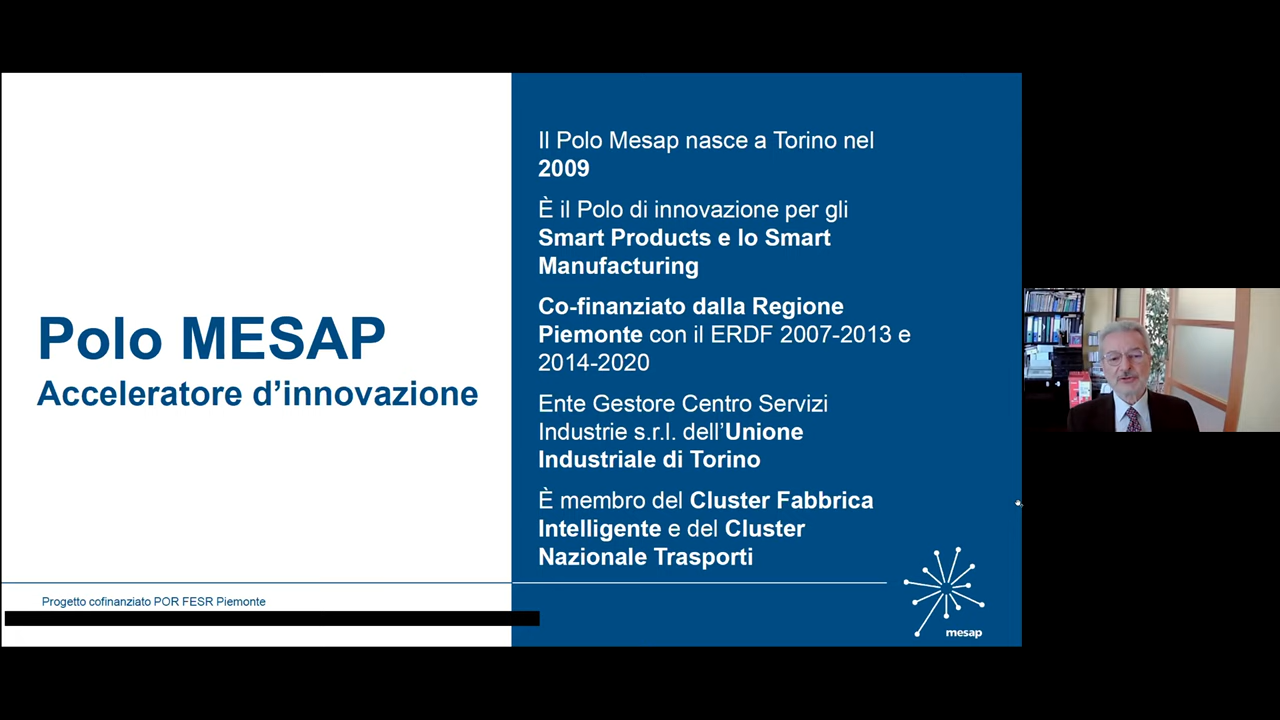 Polo MESAP
Acceleratore d’innovazione
Il Polo Mesap nasce a Torino nel
2009
È il Polo di innovazione per gli
Smart Products e lo Smart
Manufacturing
Co-finanziato dalla Regione
Piemonte con il ERDF 2007-2013 e
2014-2020
Ente Gestore Centro Servizi
Industrie s.r.l. dell’Unione
Industriale di Torino
È membro del Cluster Fabbrica
Intelligente e del Cluster
Nazionale Trasporti
Progetto cofinanziato POR FESR Piemonte
mesap